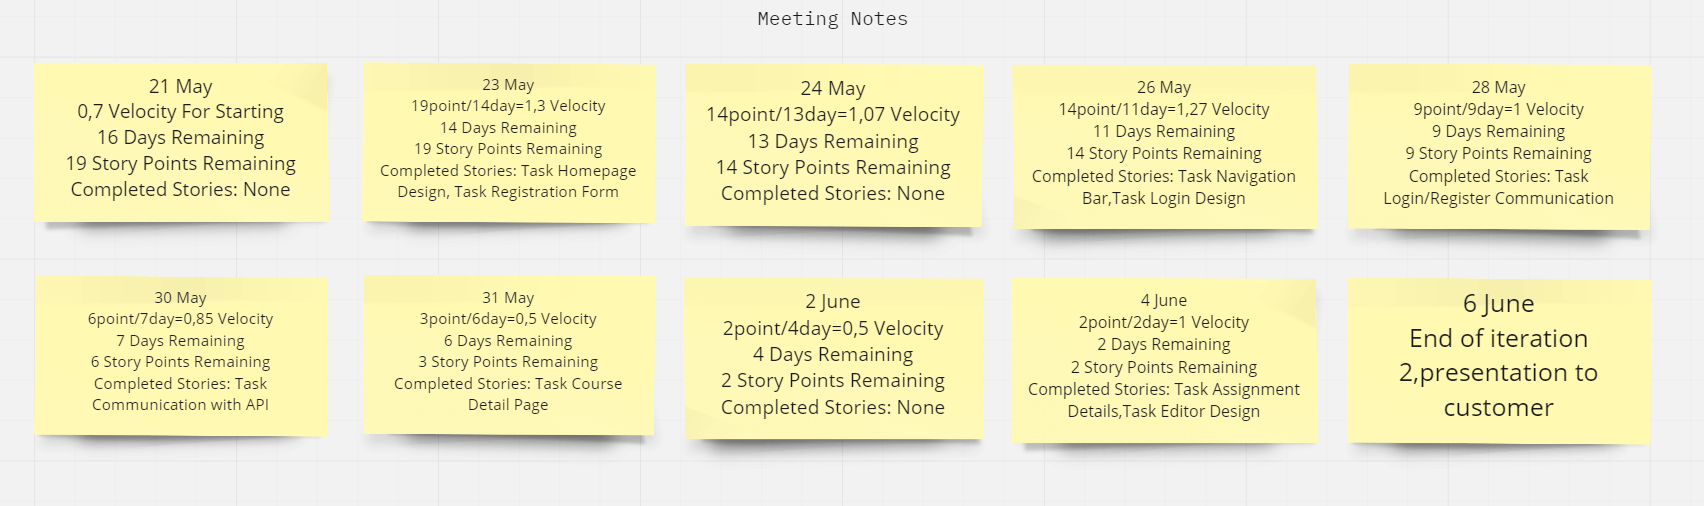 Meeting Notes
21 May
0,7 Velocity For Starting
16 Days Remaining
19 Story Points Remaining
Completed Stories: None
23 May
19point/14day=1,3 Velocity
14 Days Remaining
19 Story Points Remaining
Completed Stories: Task Homepage
Design, Task Registration Form
24 May
14point/13day=1,07 Velocity
13 Days Remaining
14 Story Points Remaining
Completed Stories: None
26 May
14point/11day=1,27 Velocity
11 Days Remaining
14 Story Points Remaining
Completed Stories: Task Navigation
Bar,Task Login Design
28 May
9point/9day=1 Velocity
9 Days Remaining
9 Story Points Remaining
Completed Stories: Task
Login/Register Communication
30 May
6point/7day=0,85 Velocity
7 Days Remaining
6 Story Points Remaining
Completed Stories: Task
Communication with API
31 May
3point/6day=0,5 Velocity
6 Days Remaining
3 Story Points Remaining
Completed Stories: Task Course
Detail Page
2 June
2point/4day=0,5 Velocity
4 Days Remaining
2 Story Points Remaining
Completed Stories: None
4 June
2point/2day=1 Velocity
2 Days Remaining
2 Story Points Remaining
Completed Stories: Task Assignment
Details,Task Editor Design
6 June
End of iteration
2,presentation to
customer